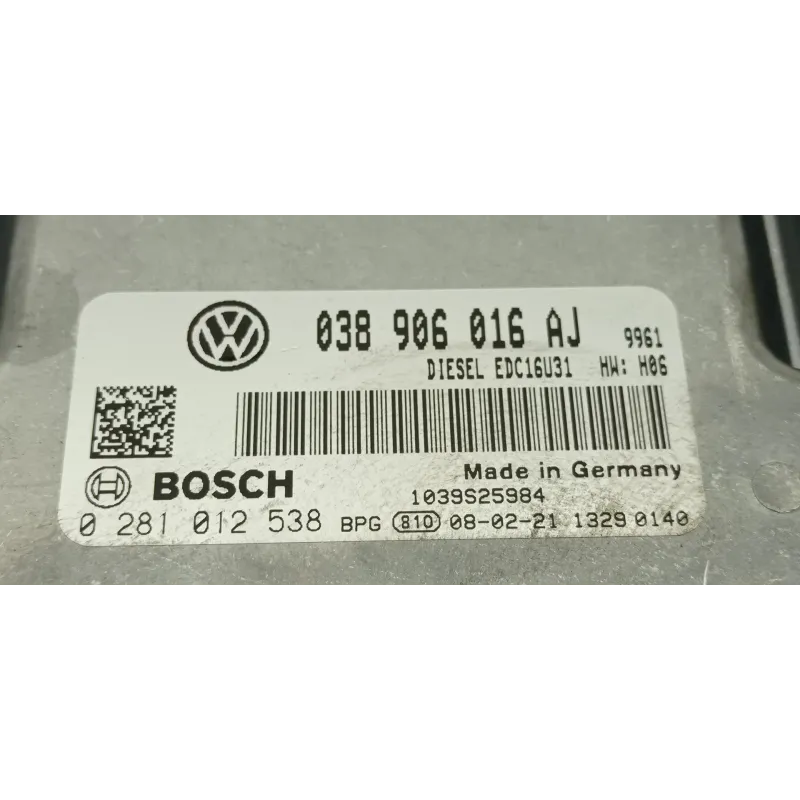 038 906 016 AJ 9961
DIESEL EDC16U31 HW: H06
Made in Germany
BOSCH
1039S25984
0 281 012 538 BPG 810 08-02-21 1329 0140